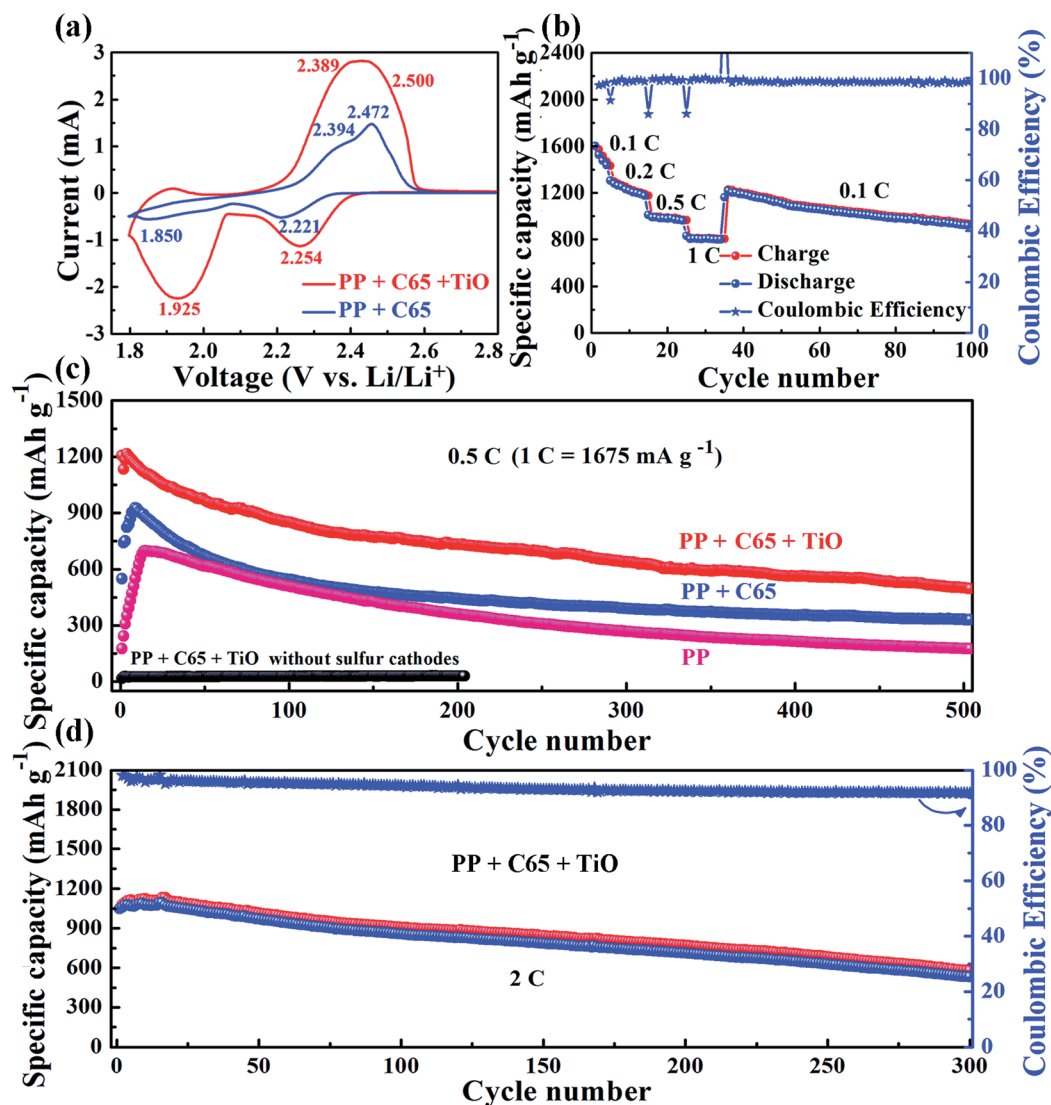 (a)
3
2
1
0
-1
-2
-3
Current (mA)
2.389
2.500
2.472
2.394
1.850
2.221
2.254
1.925
PP + C65 +TiO
PP + C65
1.8
2.0
2.2
2.4
2.6
2.8
Voltage (V vs. Li/Li+)
(b)
2400
2000
1600
1200
800
400
0
Specific capacity (mAh g-1)
0.1 C
0.2 C
0.5 C
1 C
0.1 C
Charge
Discharge
Coulombic Efficiency
100
80
60
40
20
0
Coulombic Efficiency (%)
0
20
40
60
80
100
Cycle number
(c)
1500
1200
900
600
300
0
Specific capacity (mAh g-1)
0.5 C (1 C = 1675 mA g -1)
PP + C65 + TiO
PP + C65
PP
PP + C65 + TiO without sulfur cathodes
0
100
200
300
400
500
Cycle number
(d)
2100
1800
1500
1200
900
600
300
0
Specific capacity (mAh g-1)
PP + C65 + TiO
2 C
100
80
60
40
20
0
Coulombic Efficiency (%)
0
50
100
150
200
250
300
Cycle number